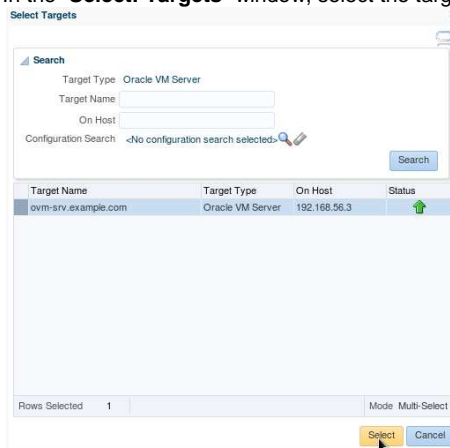 In the "Select: Targets" window, select the targ
Select Targets
Search
Target Type Oracle VM Server
Target Name
On Host
Configuration Search <No configuration search selected>
Search
Target Name Target Type On Host Status
ovm-srv.example.com Oracle VM Server 192.168.56.3
Rows Selected 1 Mode Multi-Select
Select Cancel